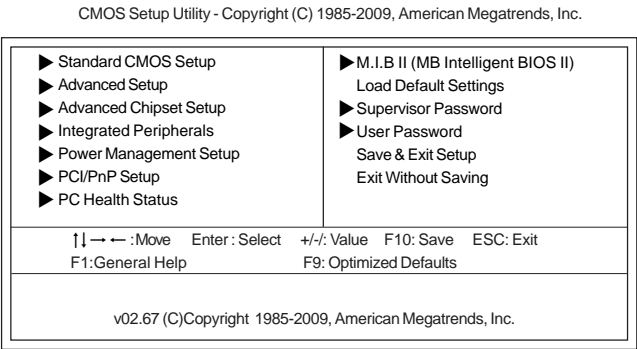 CMOS Setup Utility - Copyright (C) 1985-2009, American Megatrends, Inc.
▶ Standard CMOS Setup
▶ Advanced Setup
▶ Advanced Chipset Setup
▶ Integrated Peripherals
▶ Power Management Setup
▶ PCI/PnP Setup
▶ PC Health Status
▶ M.I.B II (MB Intelligent BIOS II)
Load Default Settings
▶ Supervisor Password
▶ User Password
Save & Exit Setup
Exit Without Saving
↑↓→← :Move Enter : Select +/-/: Value F10: Save ESC: Exit
F1:General Help F9: Optimized Defaults
v02.67 (C)Copyright 1985-2009, American Megatrends, Inc.